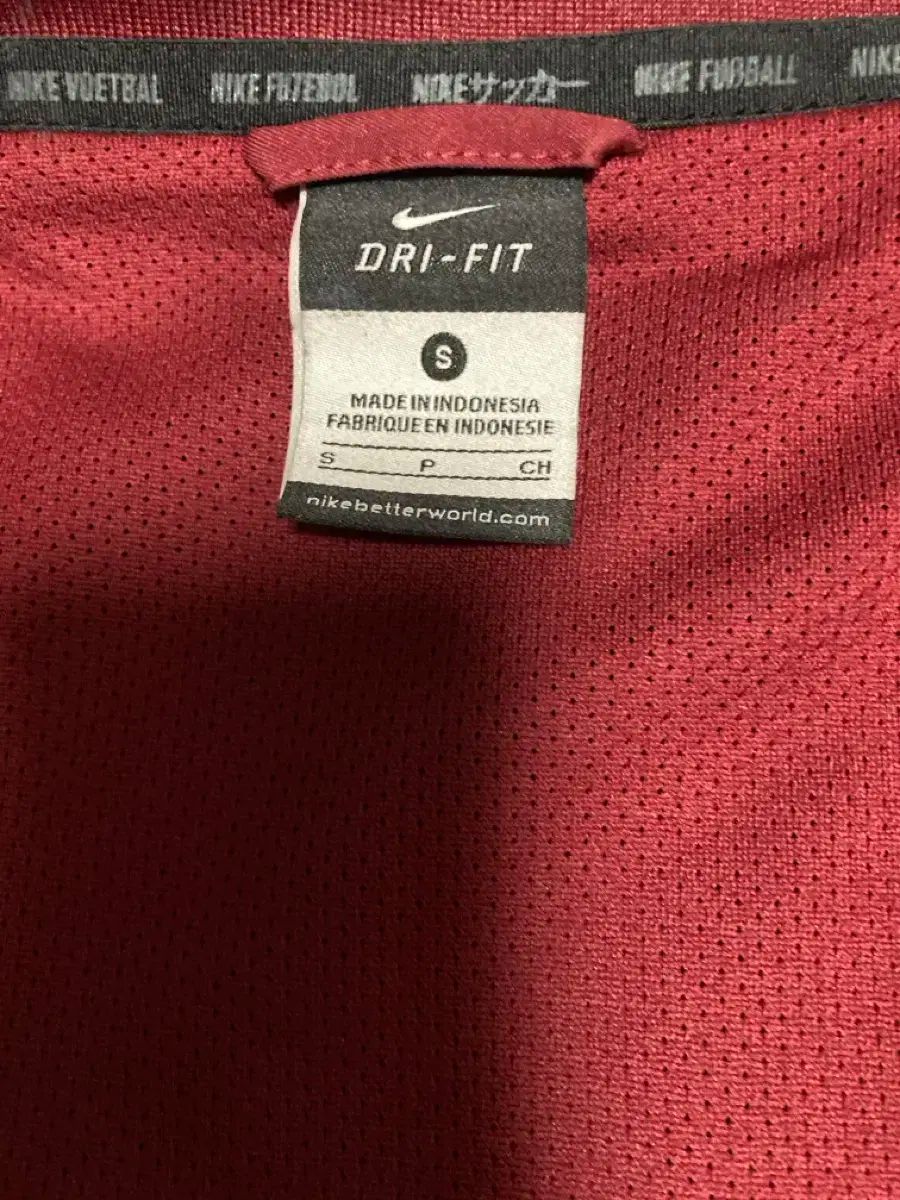 NIKE VOETBAL NIKE FUTEBOL NIKEサッカー NIKE FUßBALL NIKE
DRI-FIT
S
MADE IN INDONESIA
FABRIQUE EN INDONESIE
S P CH
nikebetterworld.com